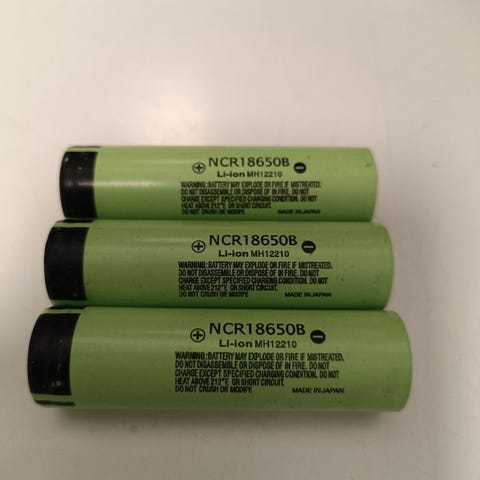 ⊕ NCR18650B ⊖
Li-ion MH12210
WARNING: BATTERY MAY EXPLODE OR FIRE IF MISTREATED.
DO NOT DISASSEMBLE OR DISPOSE OF IN FIRE. DO NOT
CHARGE EXCEPT SPECIFIED CHARGING CONDITION. DO NOT
HEAT ABOVE 212°F. OR SHORT CIRCUIT.
DO NOT CRUSH OR MODIFY. MADE IN JAPAN
⊕ NCR18650B ⊖
Li-ion MH12210
WARNING: BATTERY MAY EXPLODE OR FIRE IF MISTREATED.
DO NOT DISASSEMBLE OR DISPOSE OF IN FIRE. DO NOT
CHARGE EXCEPT SPECIFIED CHARGING CONDITION. DO NOT
HEAT ABOVE 212°F. OR SHORT CIRCUIT.
DO NOT CRUSH OR MODIFY. MADE IN JAPAN
⊕ NCR18650B ⊖
Li-ion MH12210
WARNING: BATTERY MAY EXPLODE OR FIRE IF MISTREATED.
DO NOT DISASSEMBLE OR DISPOSE OF IN FIRE. DO NOT
CHARGE EXCEPT SPECIFIED CHARGING CONDITION. DO NOT
HEAT ABOVE 212°F. OR SHORT CIRCUIT.
DO NOT CRUSH OR MODIFY. MADE IN JAPAN